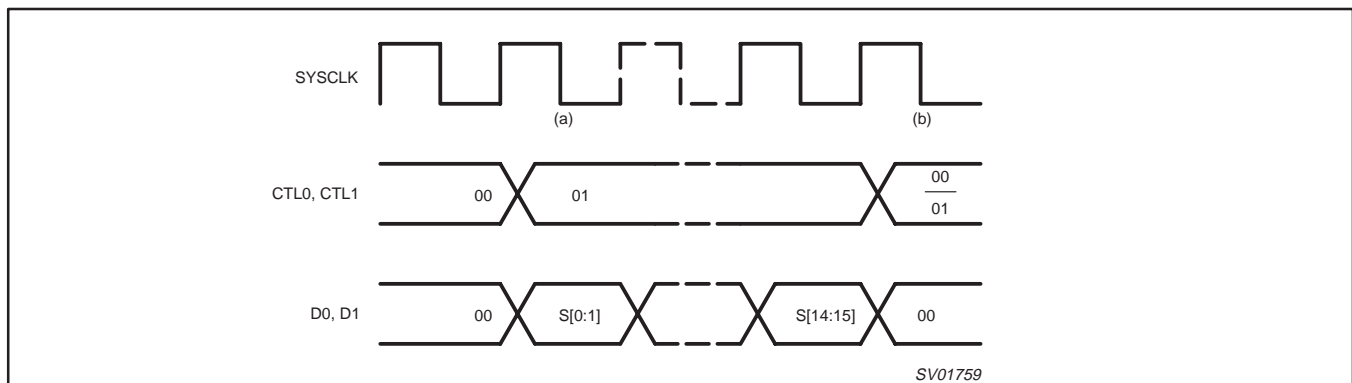 SYSCLK
(a)
(b)
CTL0, CTL1
00
01
00
01
D0, D1
00
S[0:1]
S[14:15]
00
SV01759